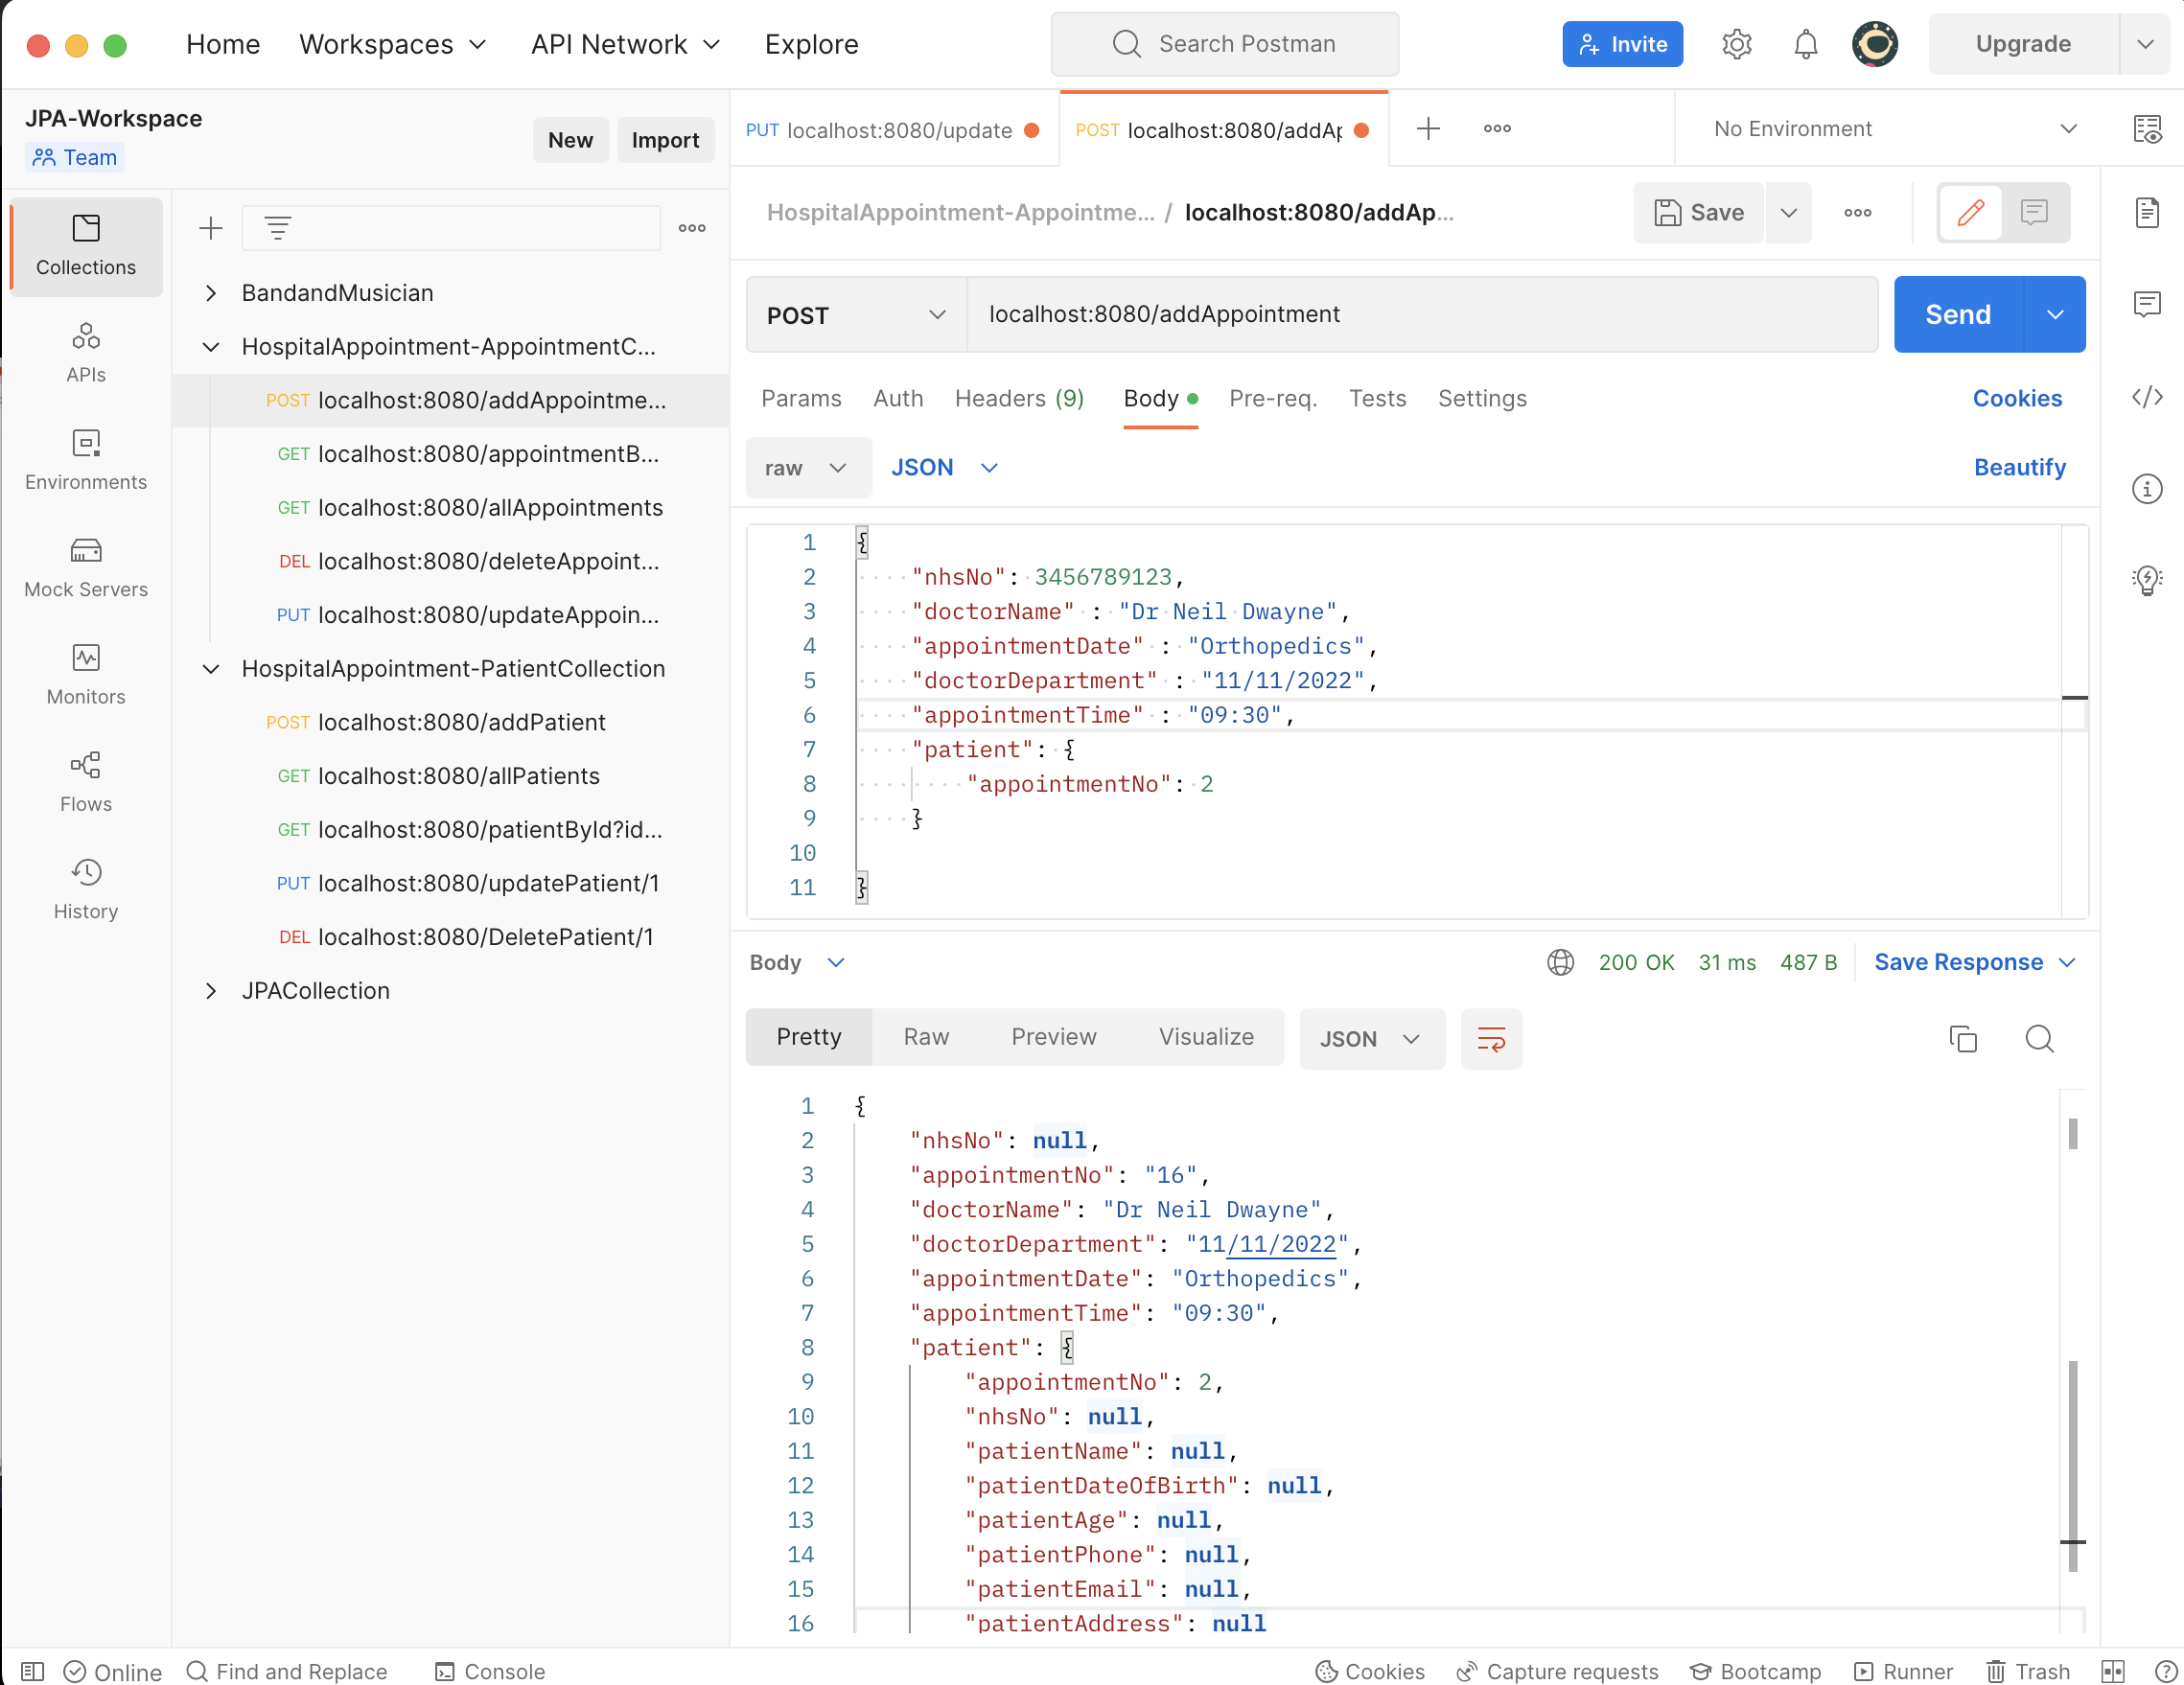 Home Workspaces API Network Explore Search Postman Invite Upgrade
JPA-Workspace
Team
New Import
PUT localhost:8080/update POST localhost:8080/addAp No Environment
HospitalAppointment-Appointme... / localhost:8080/addAp... Save
Collections
APIs
Environments
Mock Servers
Monitors
Flows
History
BandandMusician
HospitalAppointment-AppointmentC...
POST localhost:8080/addAppointme...
GET localhost:8080/appointmentB...
GET localhost:8080/allAppointments
DEL localhost:8080/deleteAppoint...
PUT localhost:8080/updateAppoin...
HospitalAppointment-PatientCollection
POST localhost:8080/addPatient
GET localhost:8080/allPatients
GET localhost:8080/patientById?id...
PUT localhost:8080/updatePatient/1
DEL localhost:8080/DeletePatient/1
JPACollection
POST localhost:8080/addAppointment Send
Params Auth Headers (9) Body Pre-req. Tests Settings Cookies
raw JSON Beautify
1 {
2 "nhsNo": 3456789123,
3 "doctorName" : "Dr Neil Dwayne",
4 "appointmentDate" : "Orthopedics",
5 "doctorDepartment" : "11/11/2022",
6 "appointmentTime" : "09:30",
7 "patient": {
8 "appointmentNo": 2
9 }
10
11 }
Body 200 OK 31 ms 487 B Save Response
Pretty Raw Preview Visualize JSON
1 {
2 "nhsNo": null,
3 "appointmentNo": "16",
4 "doctorName": "Dr Neil Dwayne",
5 "doctorDepartment": "11/11/2022",
6 "appointmentDate": "Orthopedics",
7 "appointmentTime": "09:30",
8 "patient": {
9 "appointmentNo": 2,
10 "nhsNo": null,
11 "patientName": null,
12 "patientDateOfBirth": null,
13 "patientAge": null,
14 "patientPhone": null,
15 "patientEmail": null,
16 "patientAddress": null
Online Find and Replace Console Cookies Capture requests Bootcamp Runner Trash